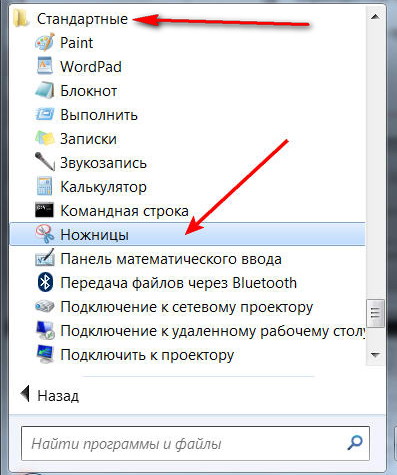 Стандартные
Paint
WordPad
Блокнот
Выполнить
Записки
Звукозапись
Калькулятор
Командная строка
Ножницы
Панель математического ввода
Передача файлов через Bluetooth
Подключение к сетевому проектору
Подключение к удаленному рабочему столу
Подключить к проектору
Назад
Найти программы и файлы